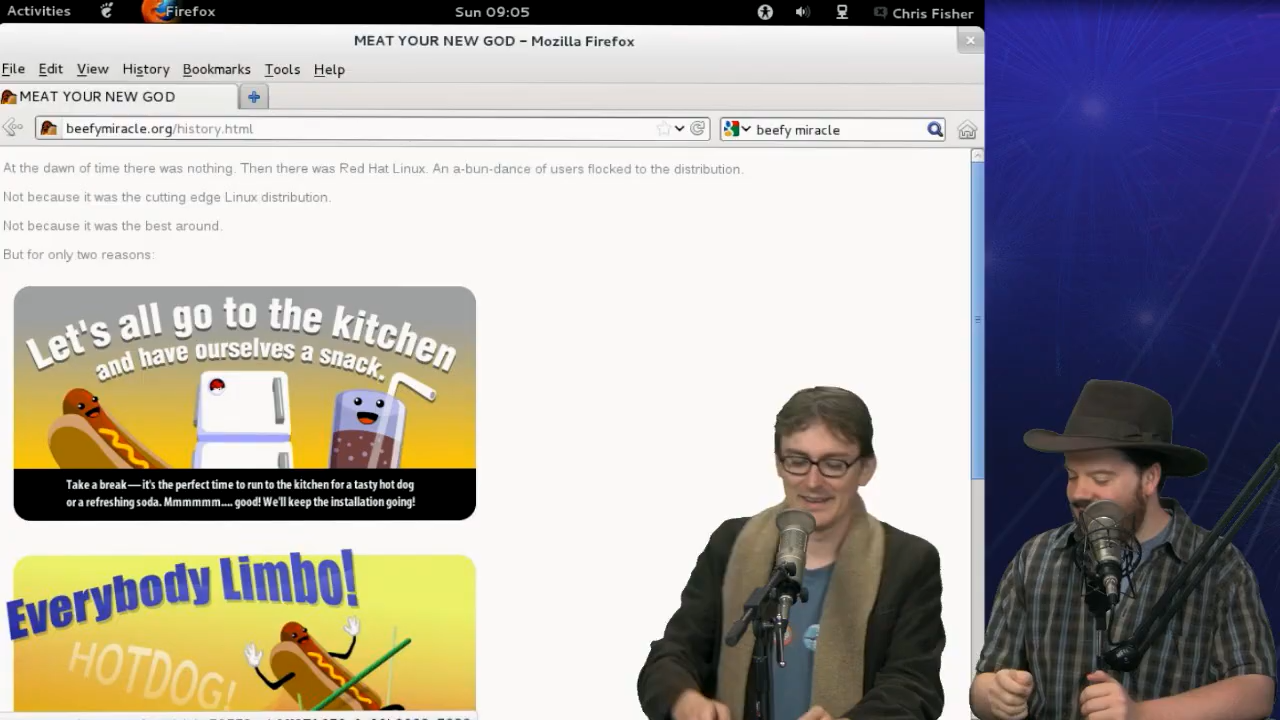 Activities Firefox Sun 09:05 Chris Fisher
MEAT YOUR NEW GOD - Mozilla Firefox
File Edit View History Bookmarks Tools Help
MEAT YOUR NEW GOD
beefymiracle.org/history.html beefy miracle
At the dawn of time there was nothing. Then there was Red Hat Linux. An a-bun-dance of users flocked to the distribution.
Not because it was the cutting edge Linux distribution.
Not because it was the best around.
But for only two reasons:
Let's all go to the kitchen
and have ourselves a snack.
Take a break—it's the perfect time to run to the kitchen for a tasty hot dog
or a refreshing soda. Mmmmmm.... good! We'll keep the installation going!
Everybody Limbo!
HOTDOG!